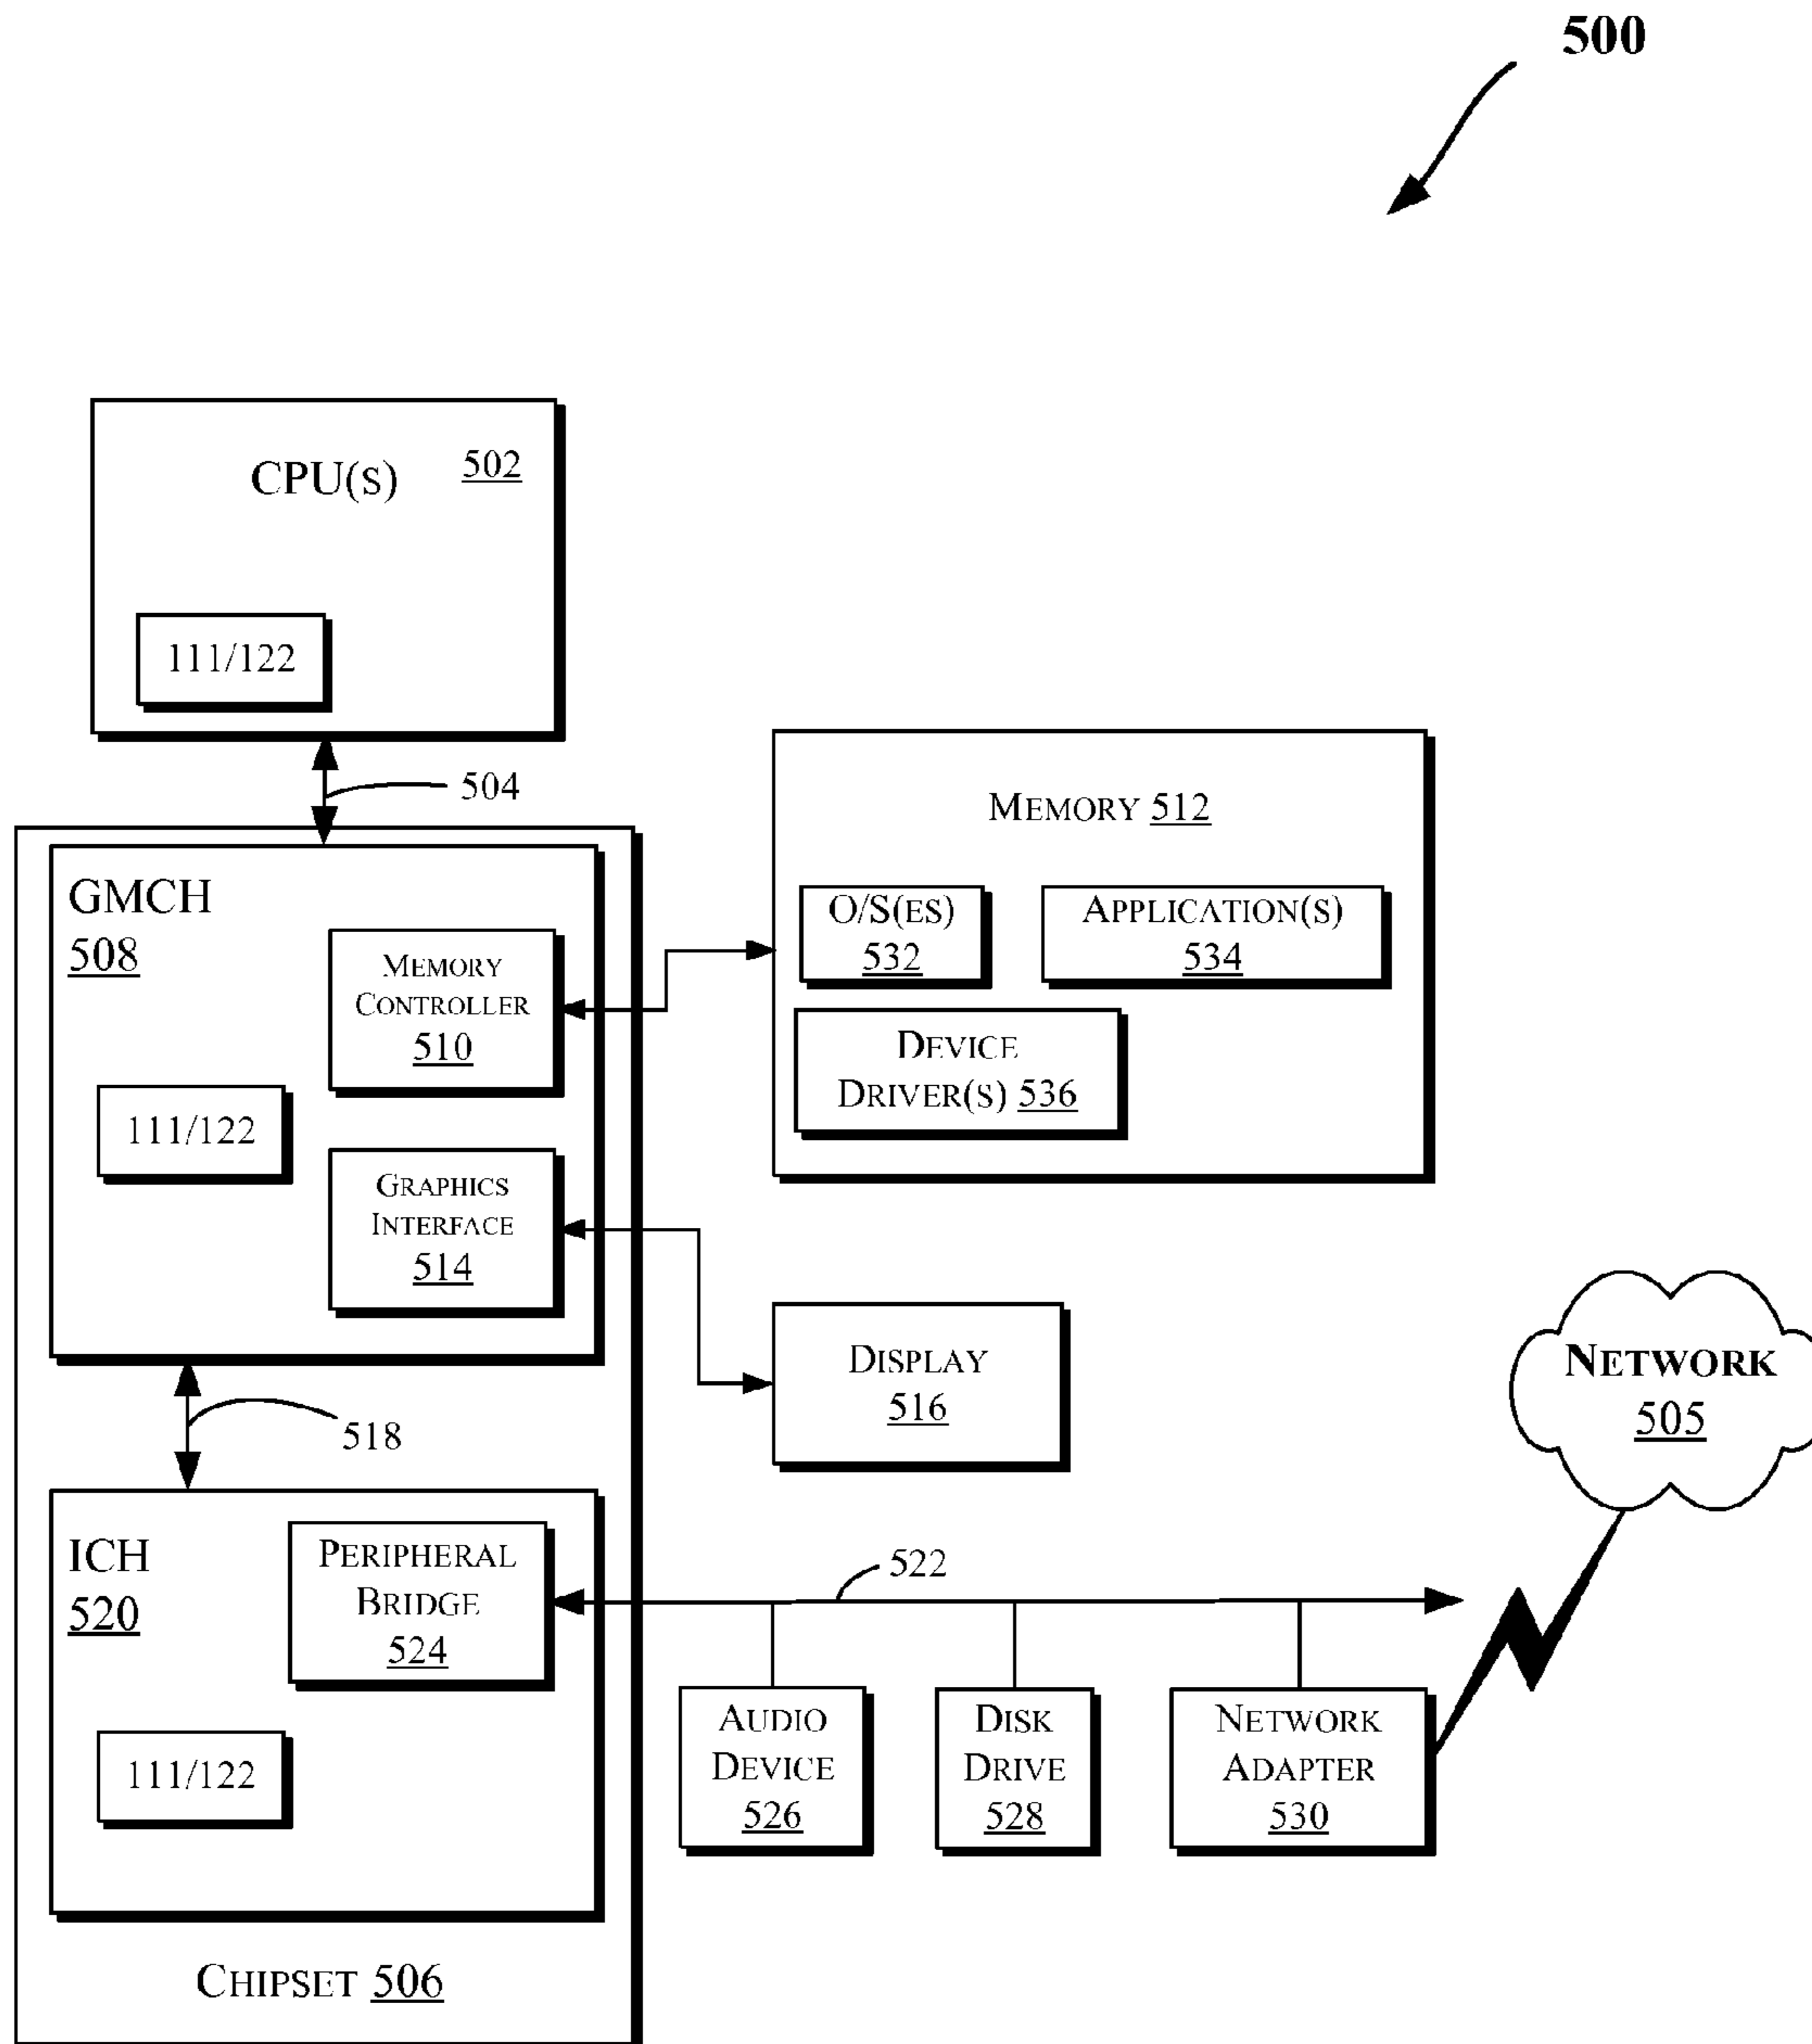 500
CPU(s) 502
111/122
504
GMCH
508
MEMORY
CONTROLLER
510
111/122
GRAPHICS
INTERFACE
514
MEMORY 512
O/S(ES)
532
APPLICATION(S)
534
DEVICE
DRIVER(S) 536
DISPLAY
516
NETWORK
505
518
ICH
520
PERIPHERAL
BRIDGE
524
111/122
522
AUDIO
DEVICE
526
DISK
DRIVE
528
NETWORK
ADAPTER
530
CHIPSET 506